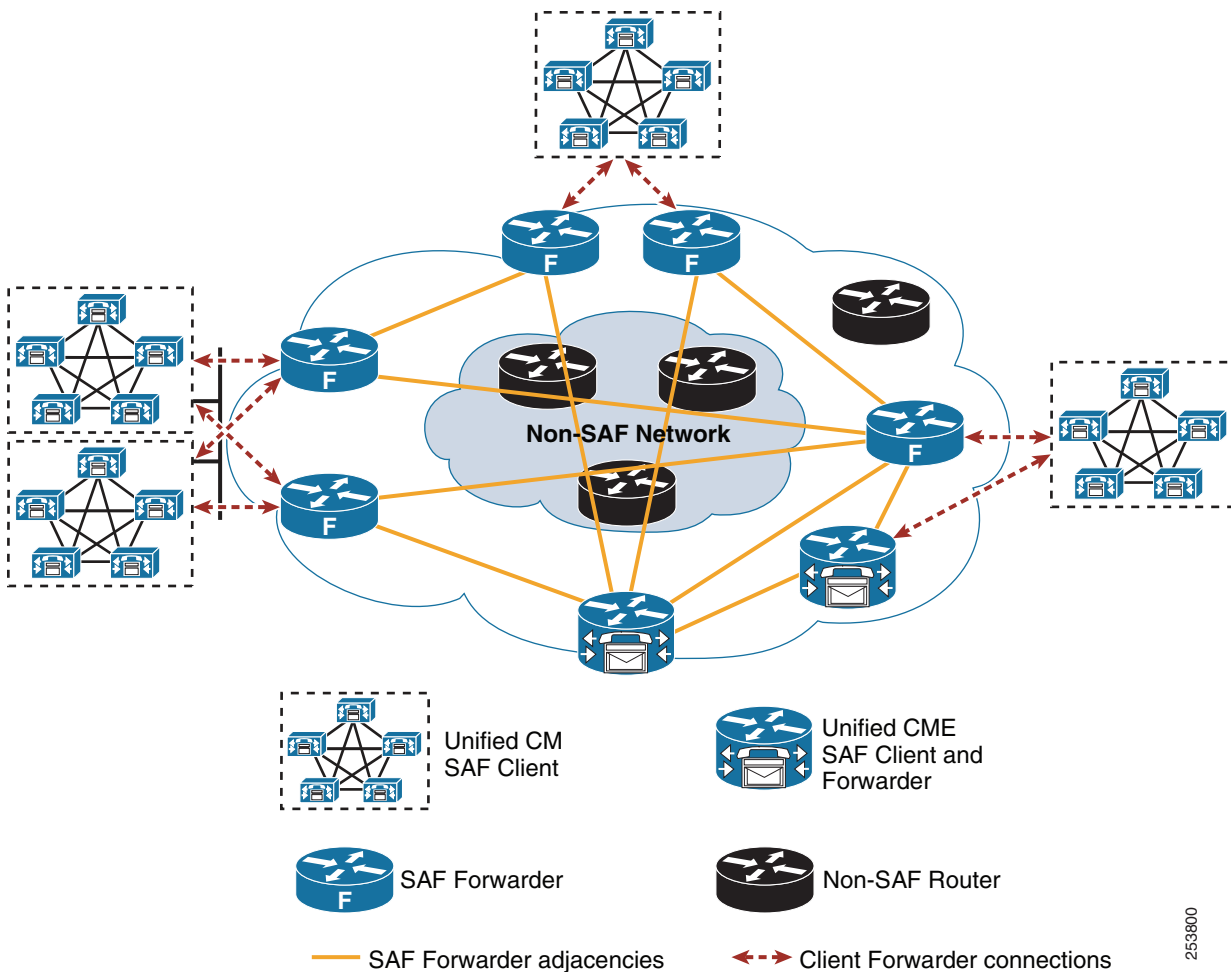 F
F
F
Non-SAF Network
F
F
Unified CM
SAF Client
Unified CME
SAF Client and
Forwarder
F
SAF Forwarder
Non-SAF Router
SAF Forwarder adjacencies
Client Forwarder connections
253800